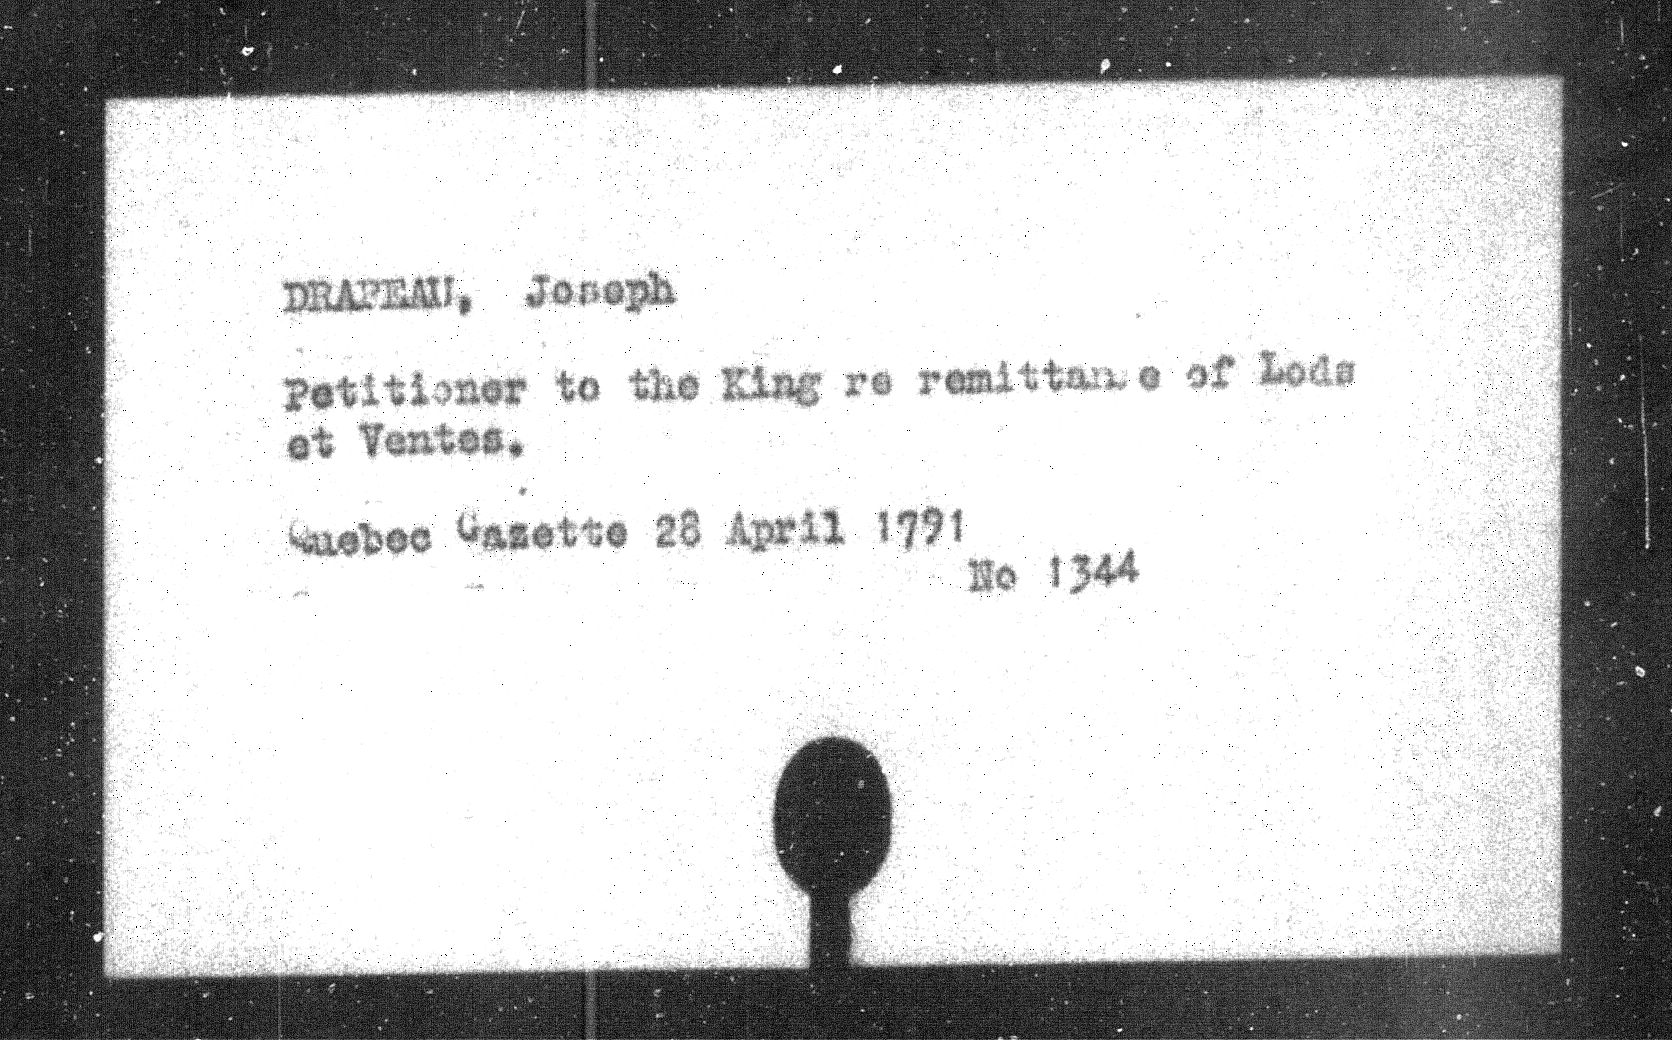 DRAPEAU, Joseph
Petitioner to the King re remittance of Lods
et Ventes.
Quebec Gazette 28 April 1791
No 1344